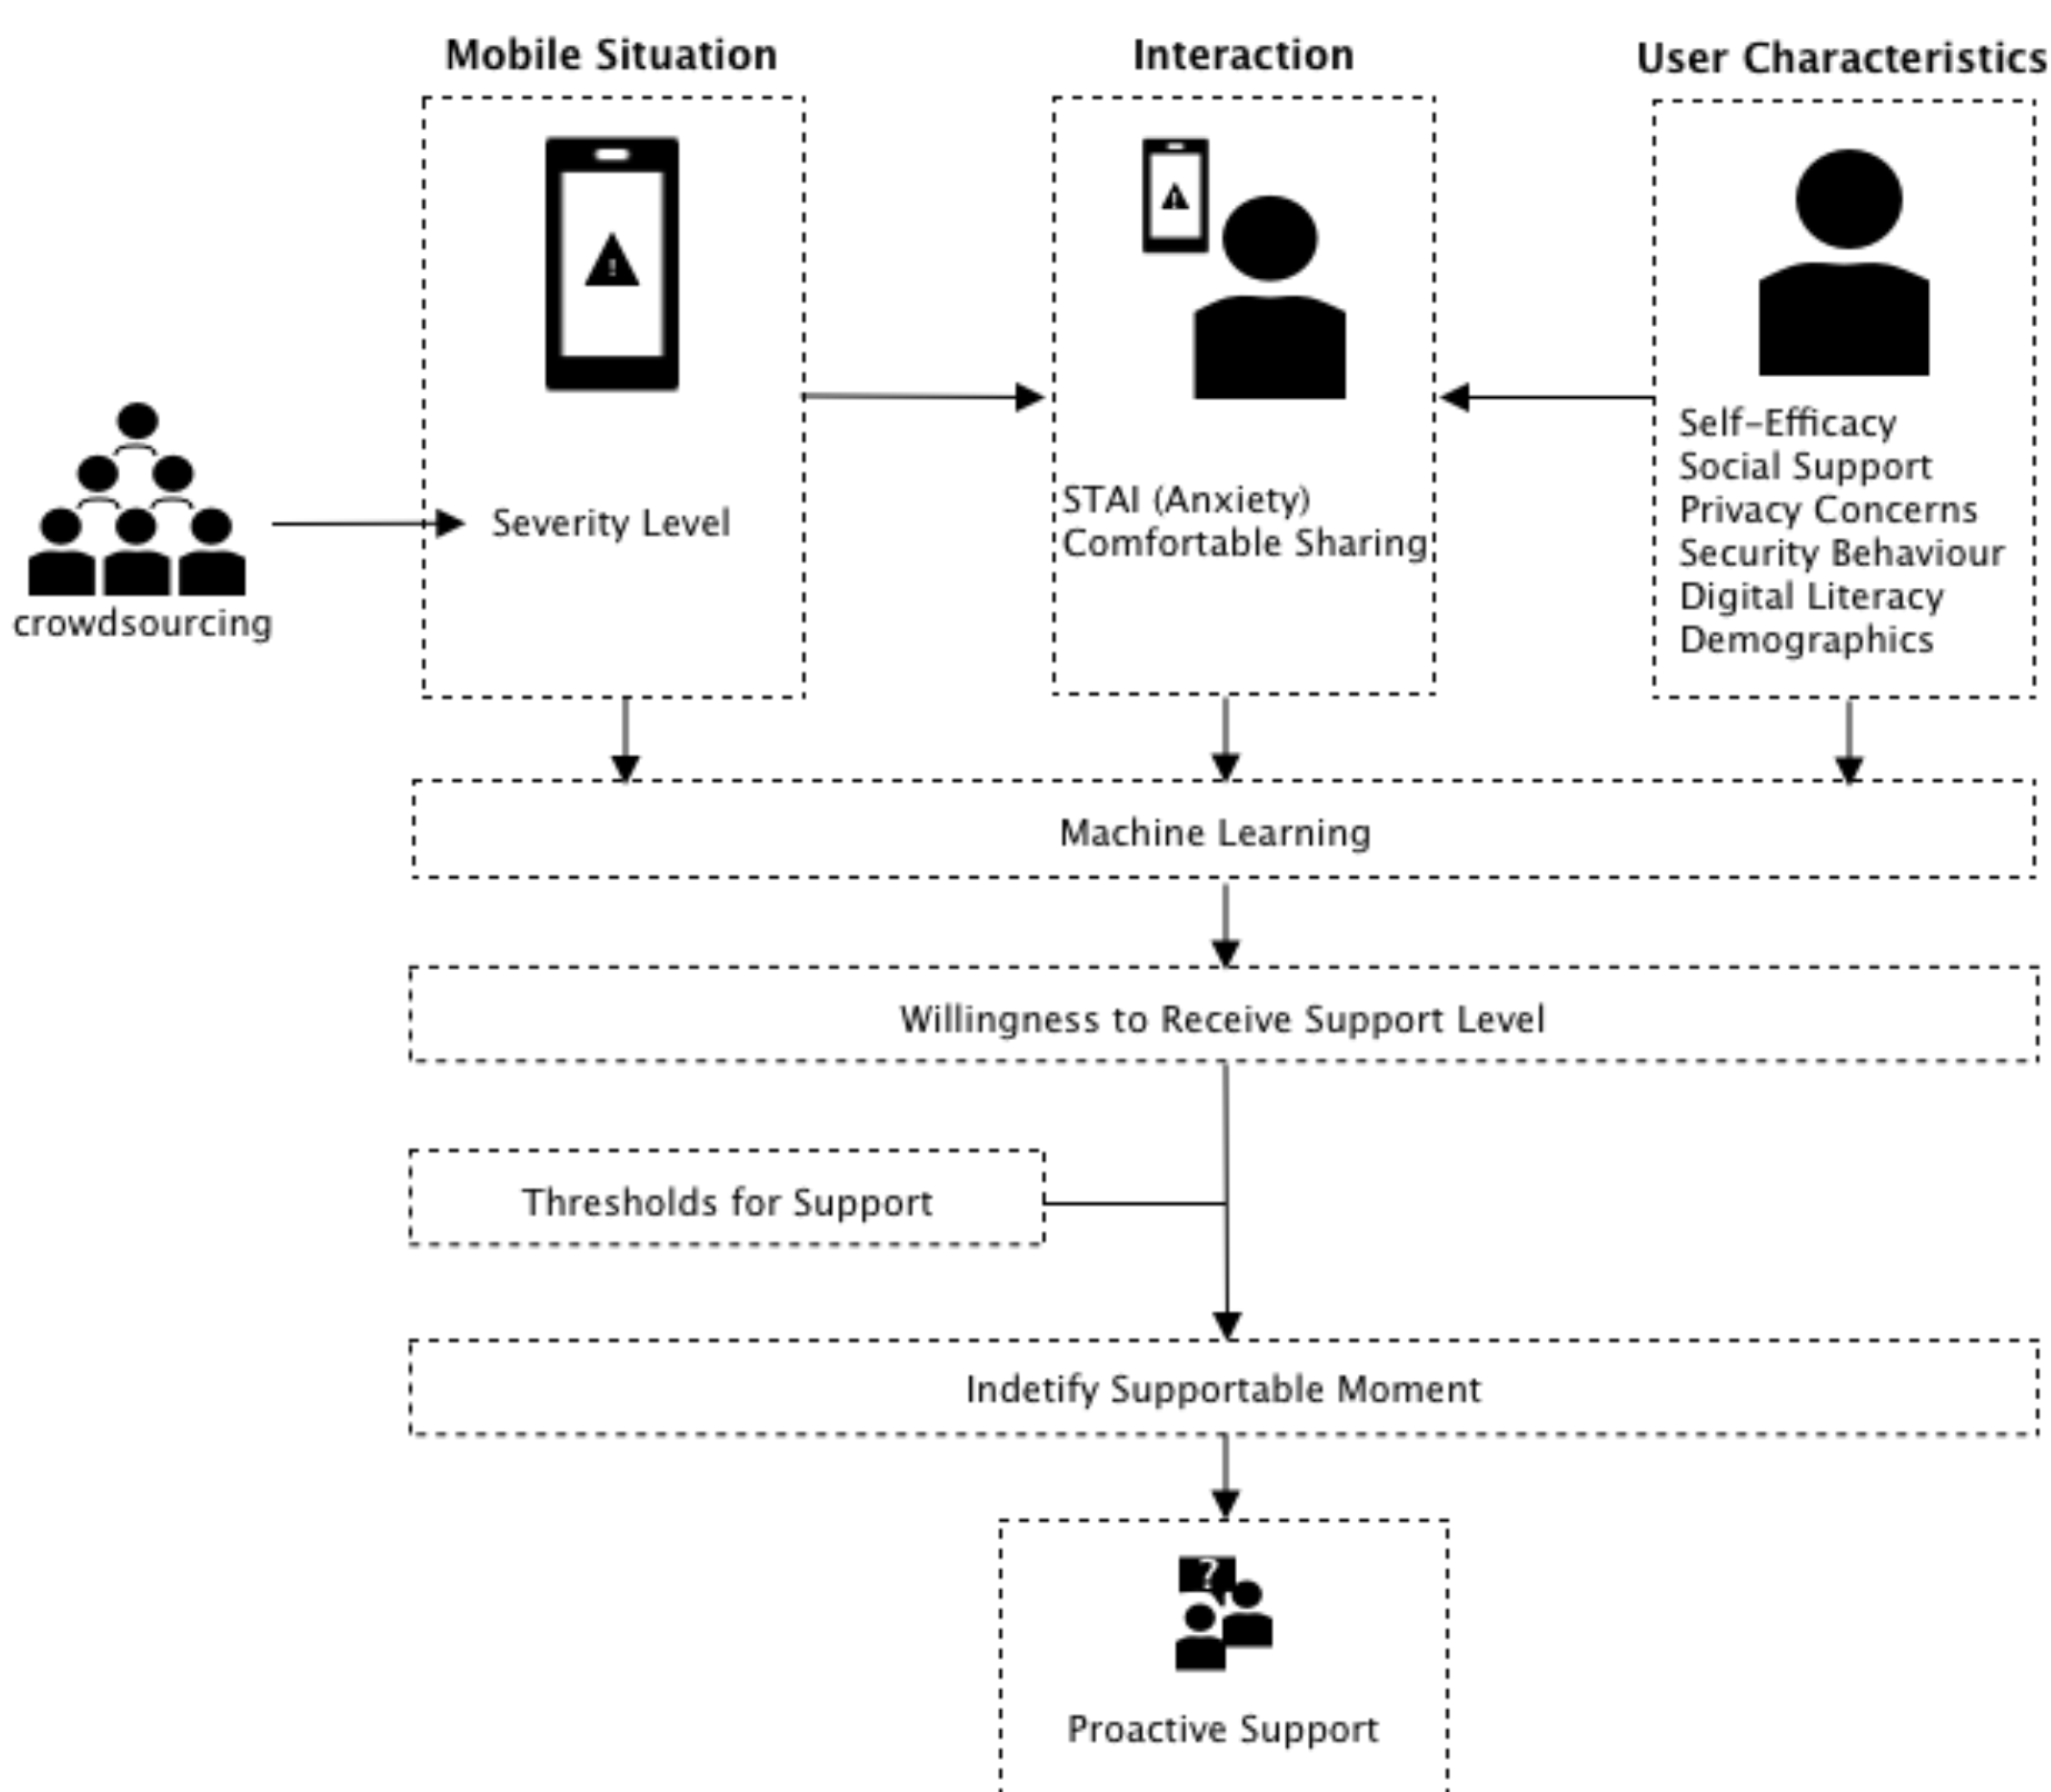 Mobile Situation
Interaction
User Characteristics
Self-Efficacy
Social Support
Privacy Concerns
Security Behaviour
Digital Literacy
Demographics
STAI (Anxiety)
Comfortable Sharing
Severity Level
crowdsourcing
Machine Learning
Willingness to Receive Support Level
Thresholds for Support
Indetify Supportable Moment
?
Proactive Support